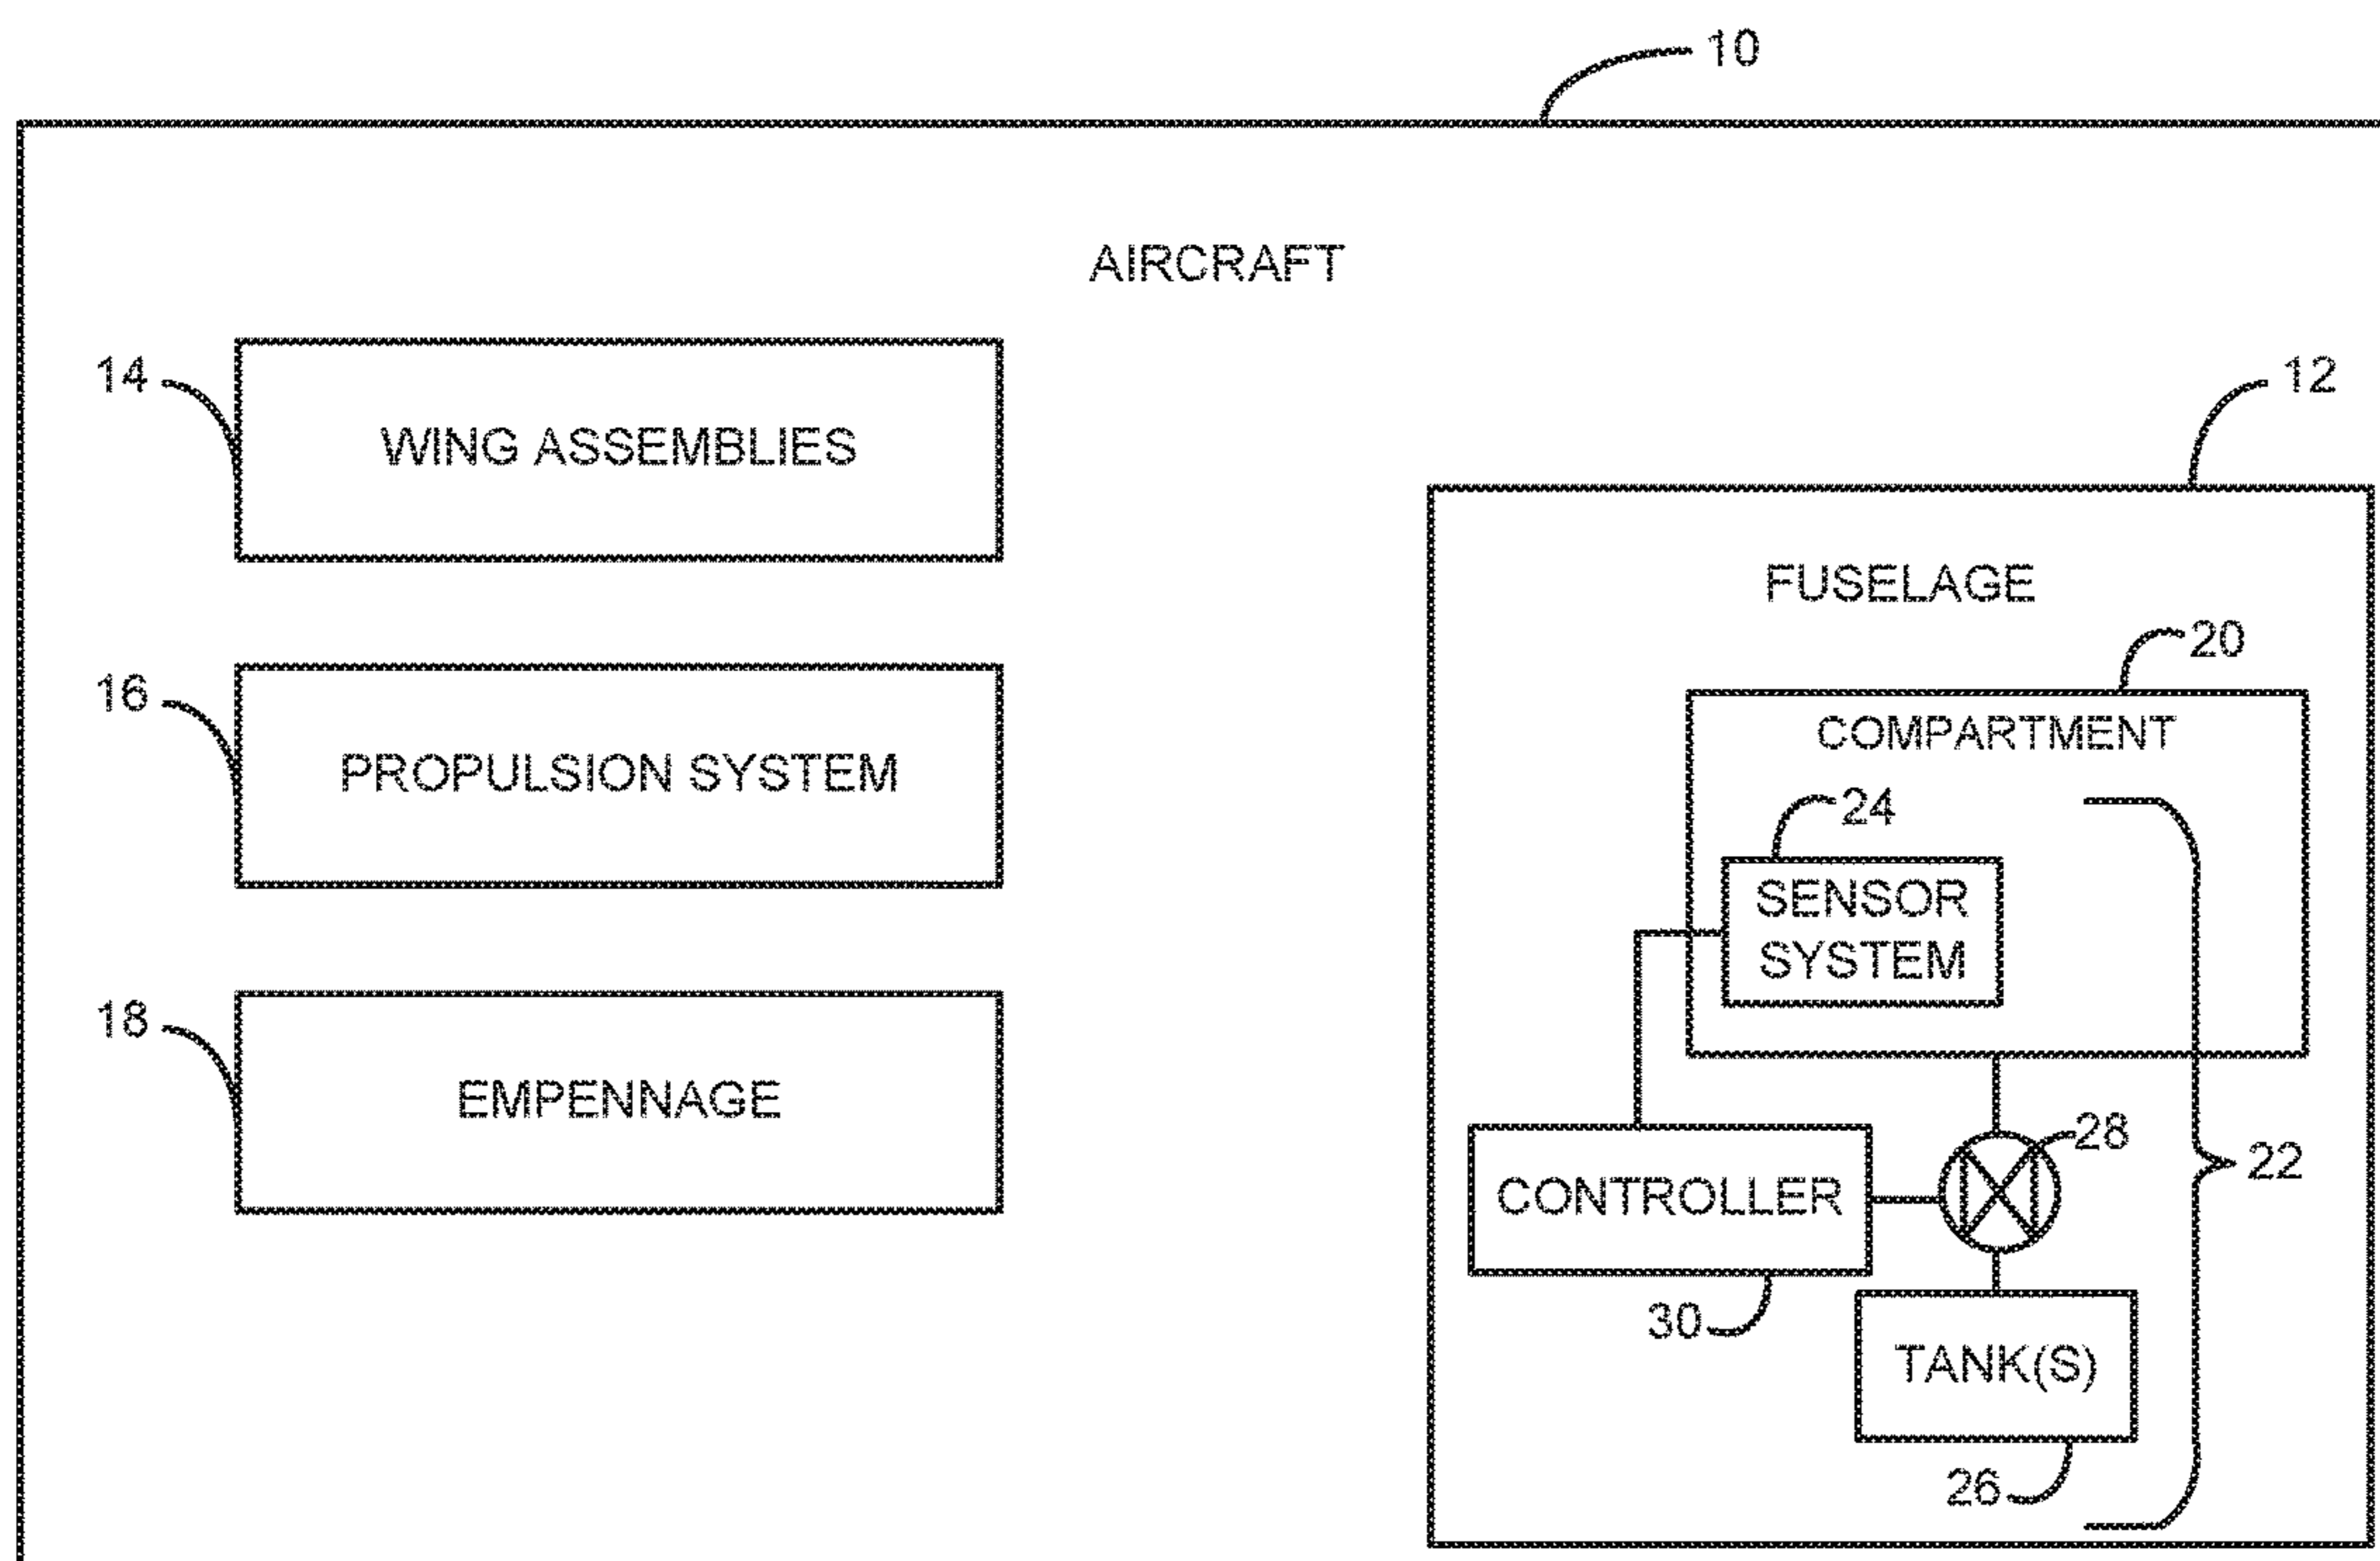 10
AIRCRAFT
14
WING ASSEMBLIES
12
FUSELAGE
20
COMPARTMENT
16
PROPULSION SYSTEM
24
SENSOR
SYSTEM
18
EMPENNAGE
28
22
CONTROLLER
30
TANK(S)
26